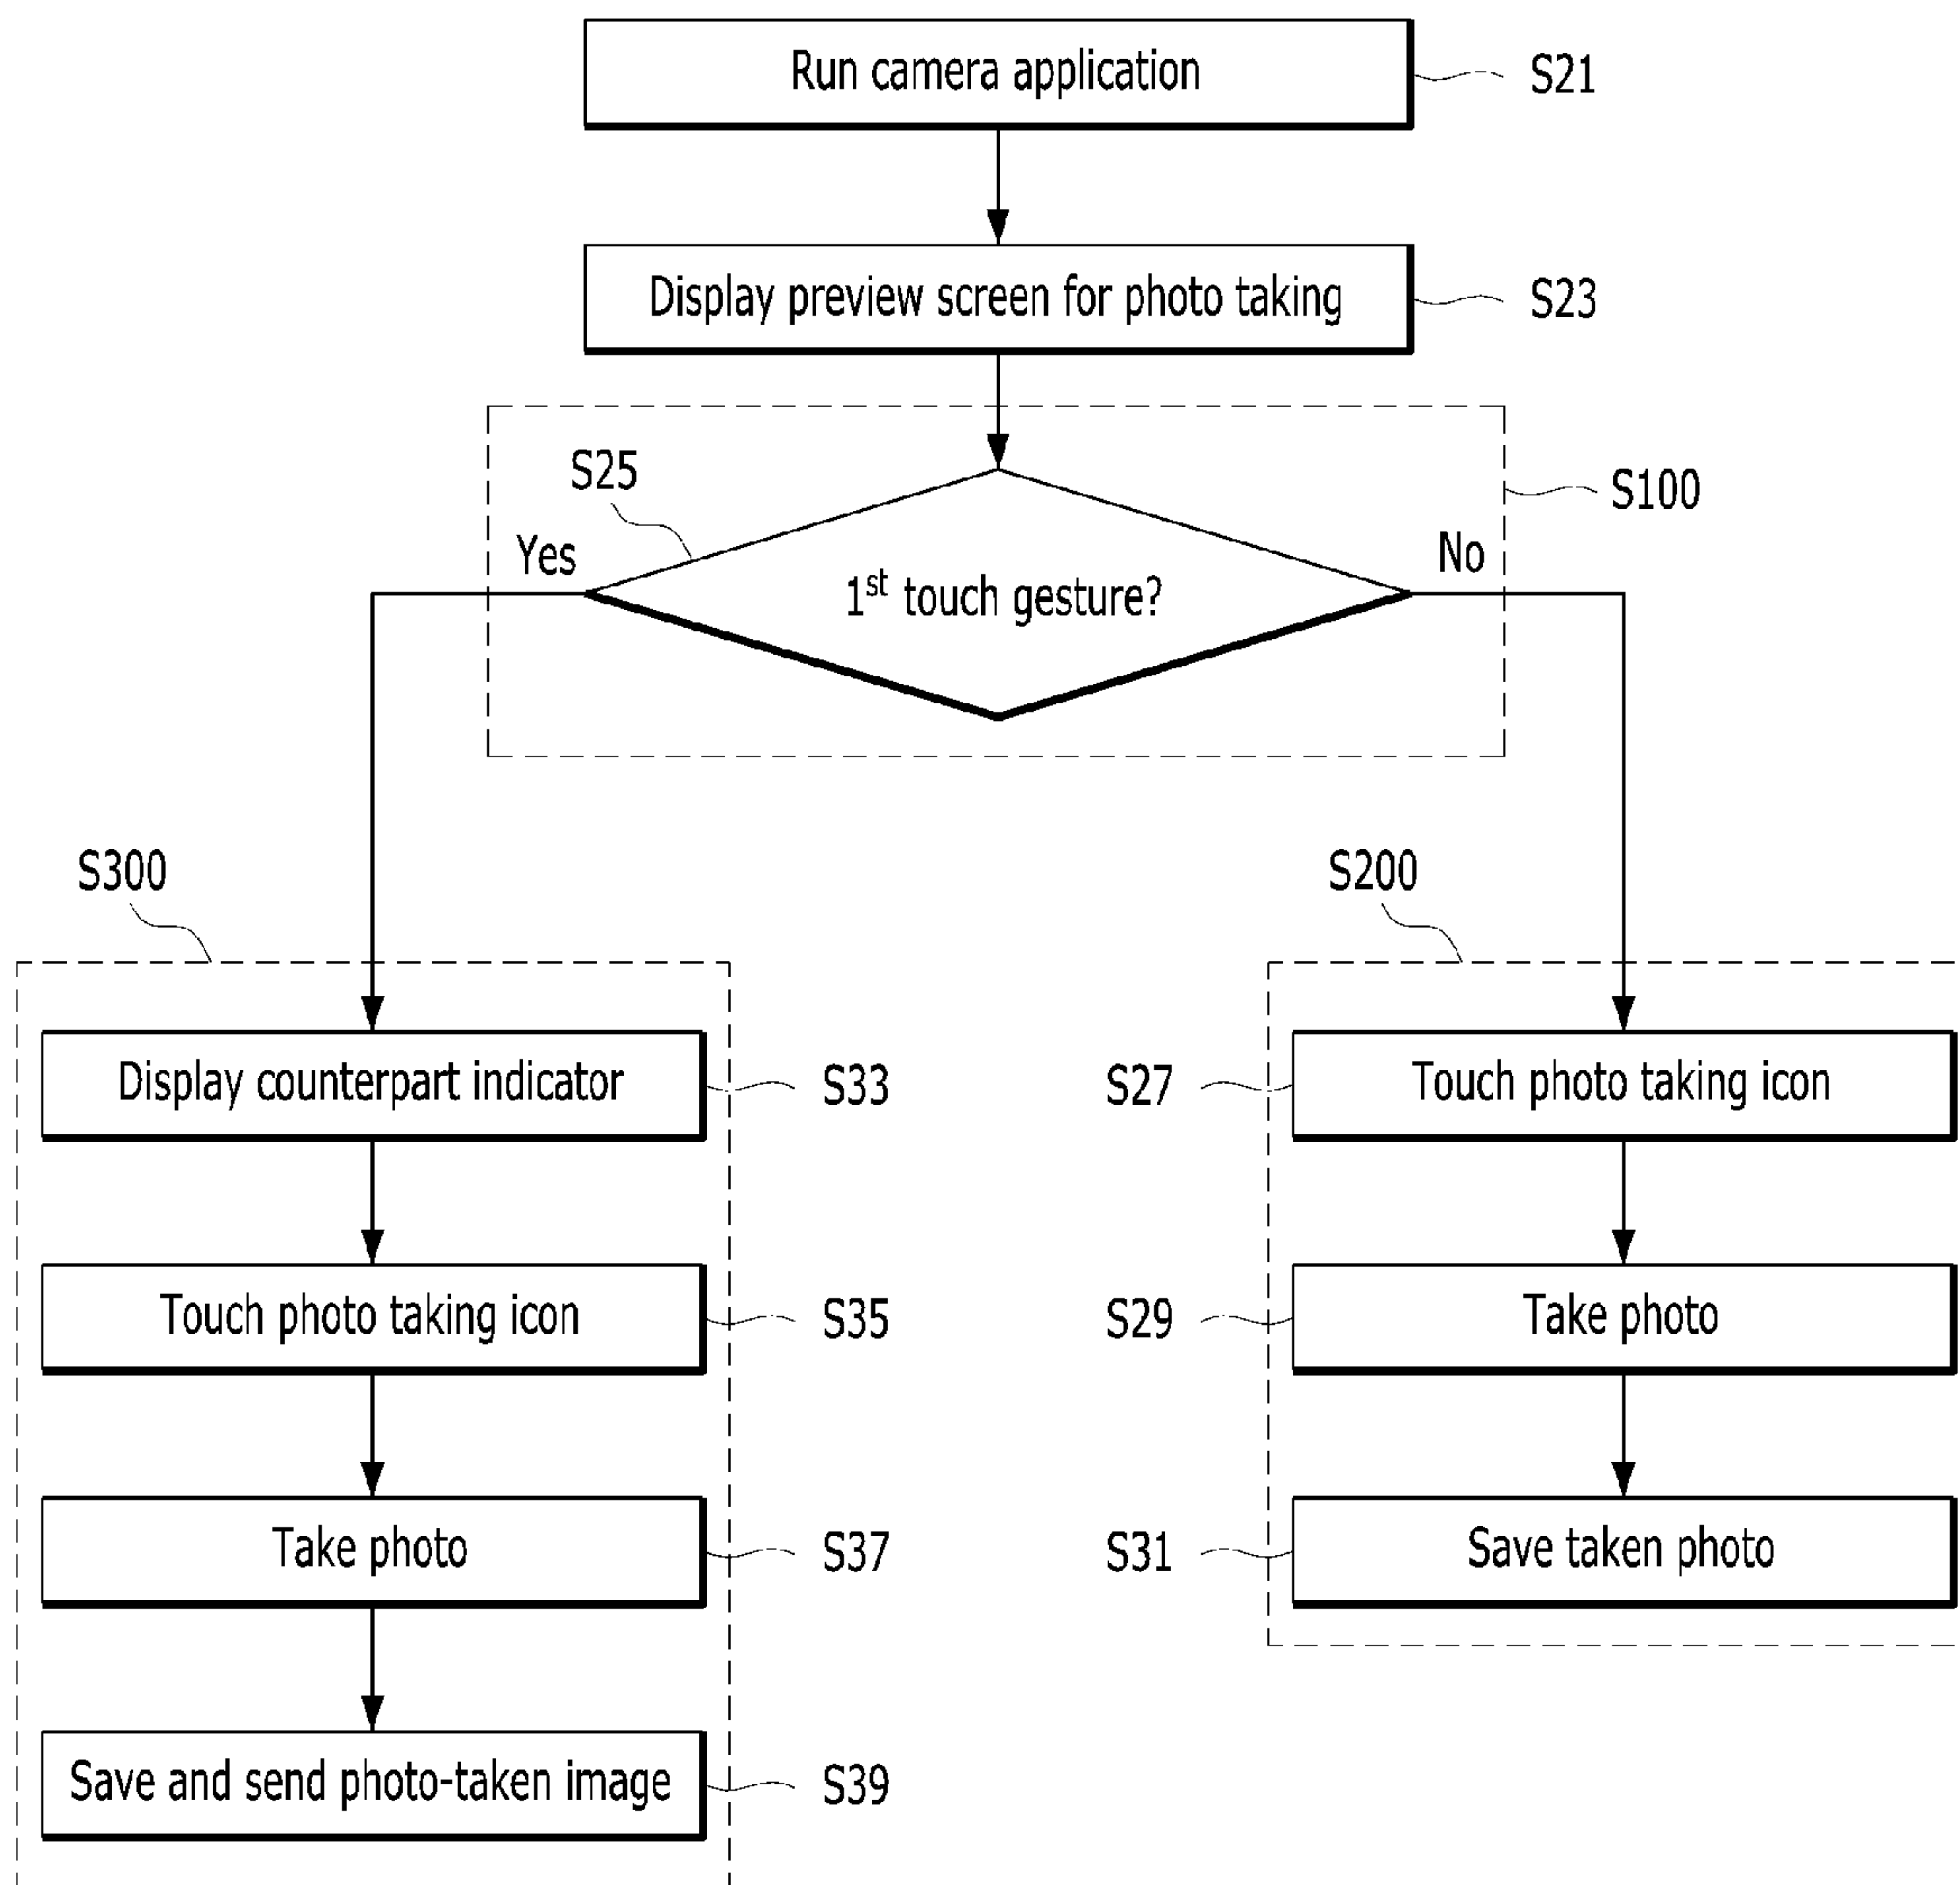 Run camera application
S21
Display preview screen for photo taking
S23
S25
S100
Yes
No
1st touch gesture?
S300
S200
Display counterpart indicator
S33
S27
Touch photo taking icon
Touch photo taking icon
S35
S29
Take photo
Take photo
S37
S31
Save taken photo
Save and send photo-taken image
S39